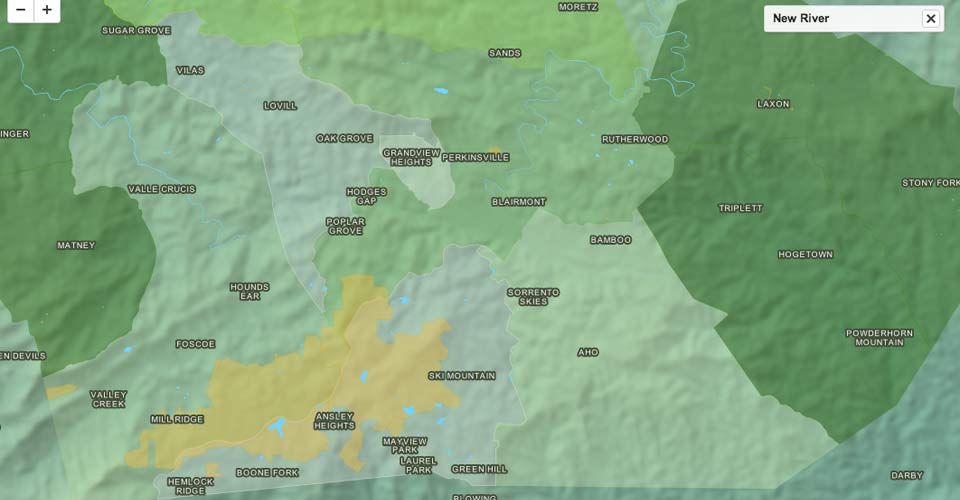 − +
MORETZ
New River ✕
SUGAR GROVE
SANDS
VILAS
LOVILL
LAXON
INGER
OAK GROVE
RUTHERWOOD
GRANDVIEW
HEIGHTS
PERKINSVILLE
STONY FORK
VALLE CRUCIS
HODGES
GAP
BLAIRMONT
TRIPLETT
POPLAR
GROVE
MATNEY
BAMBOO
HOGETOWN
HOUNDS
EAR
SORRENTO
SKIES
POWDERHORN
MOUNTAIN
FOSCOE
EN DEVILS
AHO
SKI MOUNTAIN
VALLEY
CREEK
MILL RIDGE
ANSLEY
HEIGHTS
MAYVIEW
PARK
LAUREL
PARK
GREEN HILL
BOONE FORK
DARBY
HEMLOCK
RIDGE
BLOWING